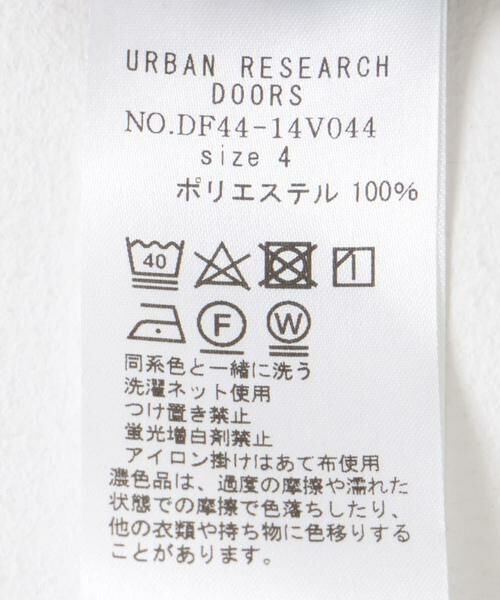 URBAN RESEARCH
DOORS
NO.DF44-14V044
size 4
ポリエステル 100%
40
F W
同系色と一緒に洗う
洗濯ネット使用
つけ置き禁止
蛍光増白剤禁止
アイロン掛けはあて布使用
濃色品は、過度の摩擦や濡れた
状態での摩擦で色落ちしたり、
他の衣類や持ち物に色移りする
ことがあります。